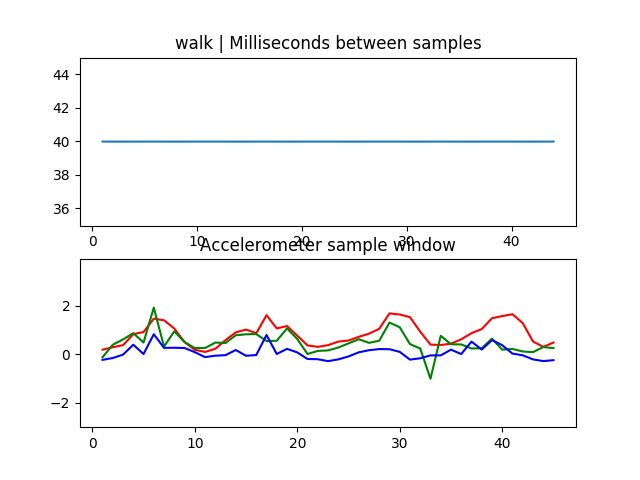 walk | Milliseconds between samples
44
42
40
38
36
0 10 20 30 40
Accelerometer sample window
2
0
−2
0 10 20 30 40